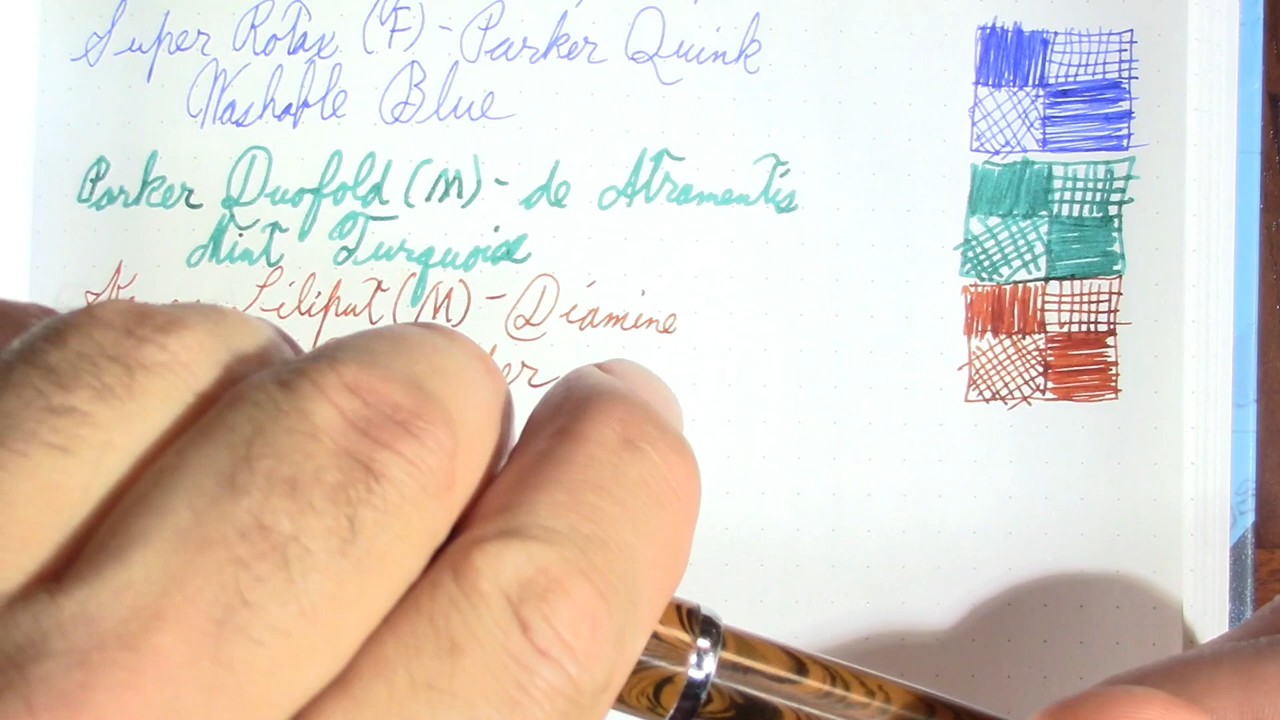 Super Rotax (F) - Parker Quink
Washable Blue
Parker Duofold (M) - de Atramentis
Mint Turquoise
Liliput (M) - Diamine